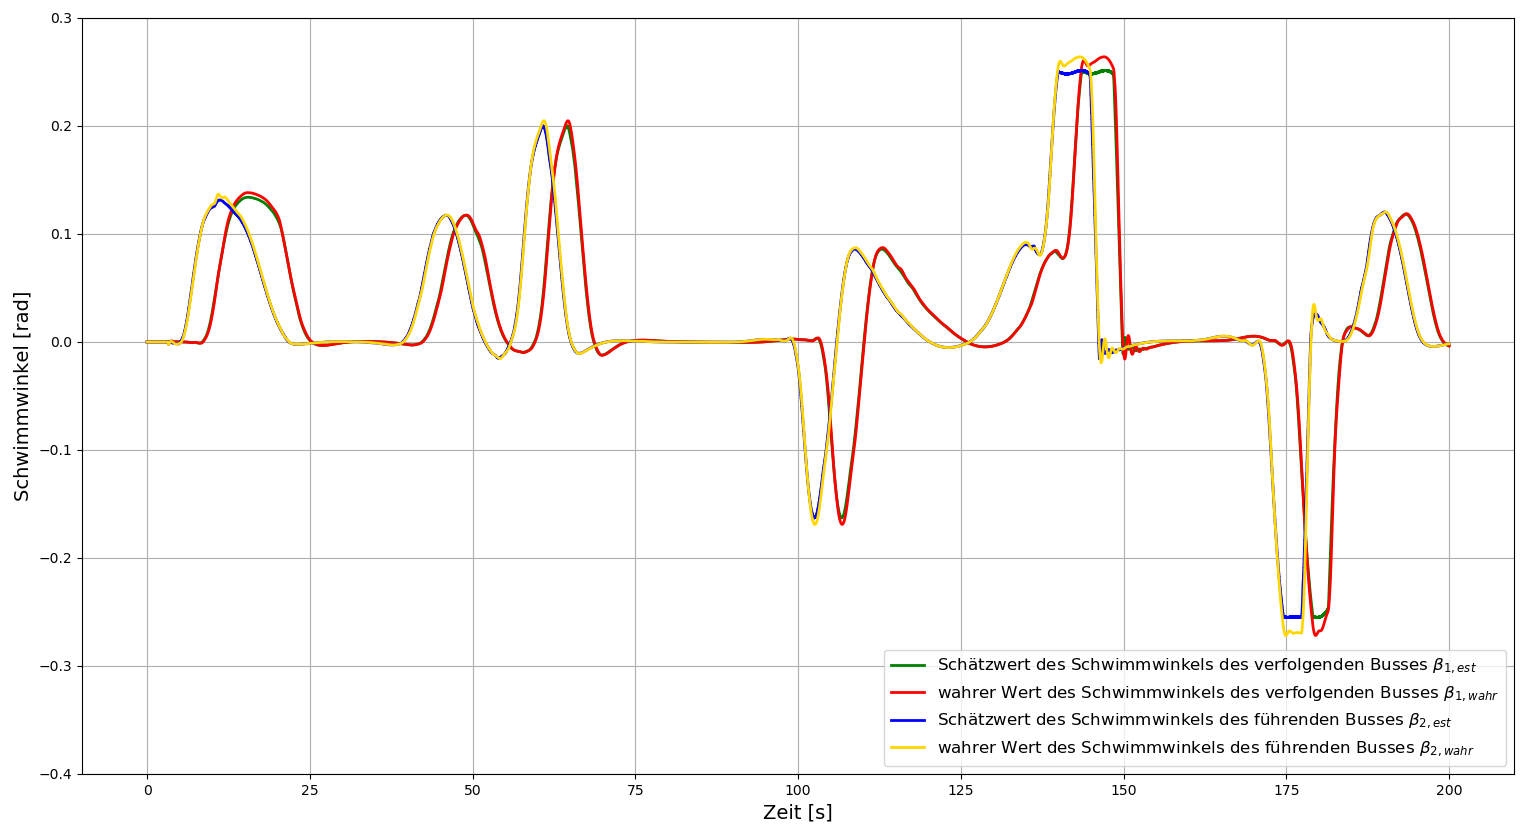 0.3
0.2
0.1
0.0
−0.1
−0.2
−0.3
−0.4
Schwimmwinkel [rad]
0 25 50 75 100 125 150 175 200
Zeit [s]
Schätzwert des Schwimmwinkels des verfolgenden Busses β1,est
wahrer Wert des Schwimmwinkels des verfolgenden Busses β1,wahr
Schätzwert des Schwimmwinkels des führenden Busses β2,est
wahrer Wert des Schwimmwinkels des führenden Busses β2,wahr